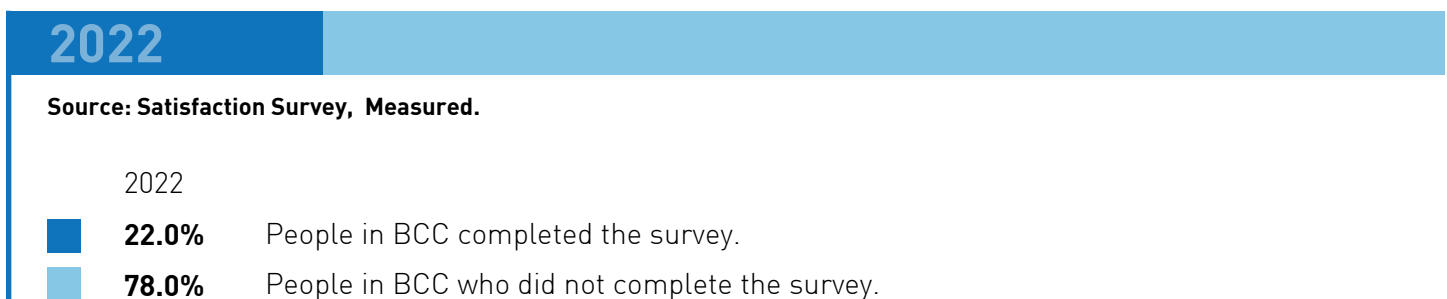 2022
Source: Satisfaction Survey, Measured.
2022
22.0% People in BCC completed the survey.
78.0% People in BCC who did not complete the survey.